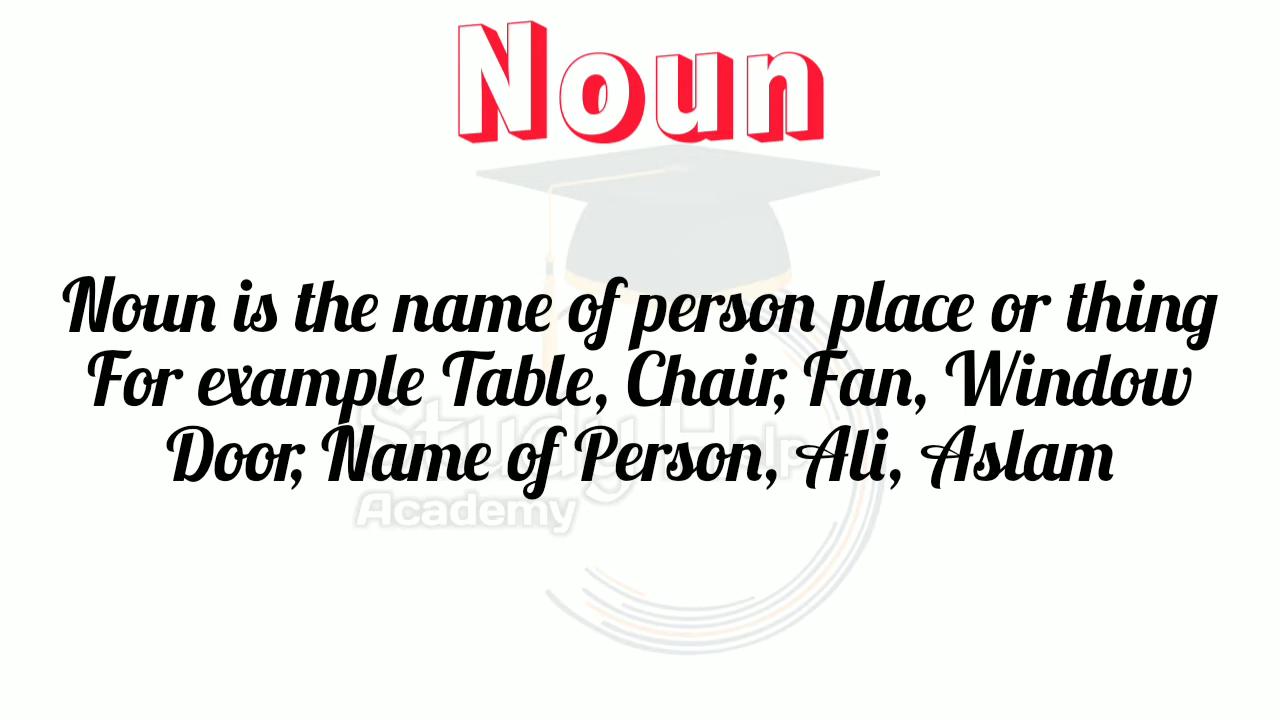 Noun
Noun is the name of person place or thing
For example Table, Chair, Fan, Window
Door, Name of Person, Ali, Aslam
Study Help
Academy